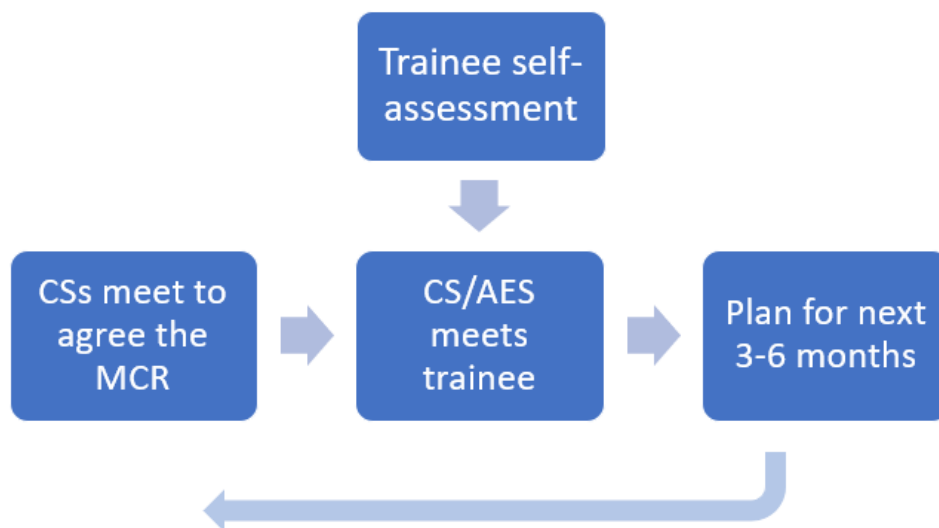 Trainee self-
assessment
CSs meet to
agree the
MCR
CS/AES
meets
trainee
Plan for next
3-6 months